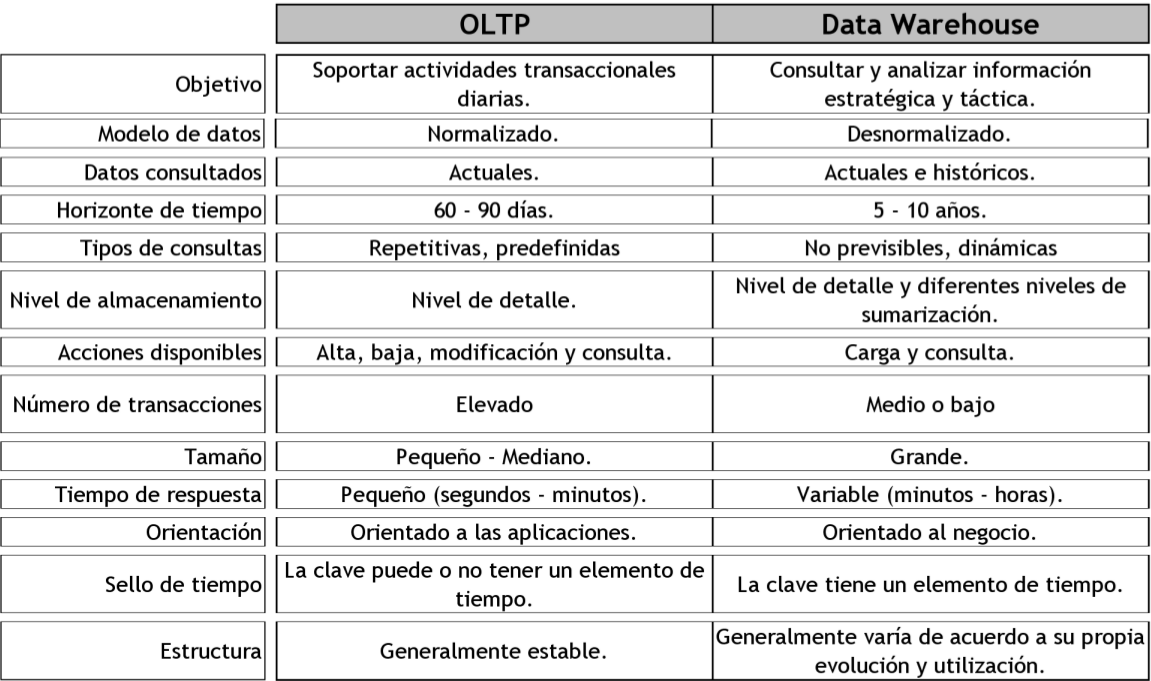 OLTP Data Warehouse
Objetivo Soportar actividades transaccionales diarias. Consultar y analizar información estratégica y táctica.
Modelo de datos Normalizado. Desnormalizado.
Datos consultados Actuales. Actuales e históricos.
Horizonte de tiempo 60 - 90 días. 5 - 10 años.
Tipos de consultas Repetitivas, predefinidas No previsibles, dinámicas
Nivel de almacenamiento Nivel de detalle. Nivel de detalle y diferentes niveles de sumarización.
Acciones disponibles Alta, baja, modificación y consulta. Carga y consulta.
Número de transacciones Elevado Medio o bajo
Tamaño Pequeño - Mediano. Grande.
Tiempo de respuesta Pequeño (segundos - minutos). Variable (minutos - horas).
Orientación Orientado a las aplicaciones. Orientado al negocio.
Sello de tiempo La clave puede o no tener un elemento de tiempo. La clave tiene un elemento de tiempo.
Estructura Generalmente estable. Generalmente varía de acuerdo a su propia evolución y utilización.